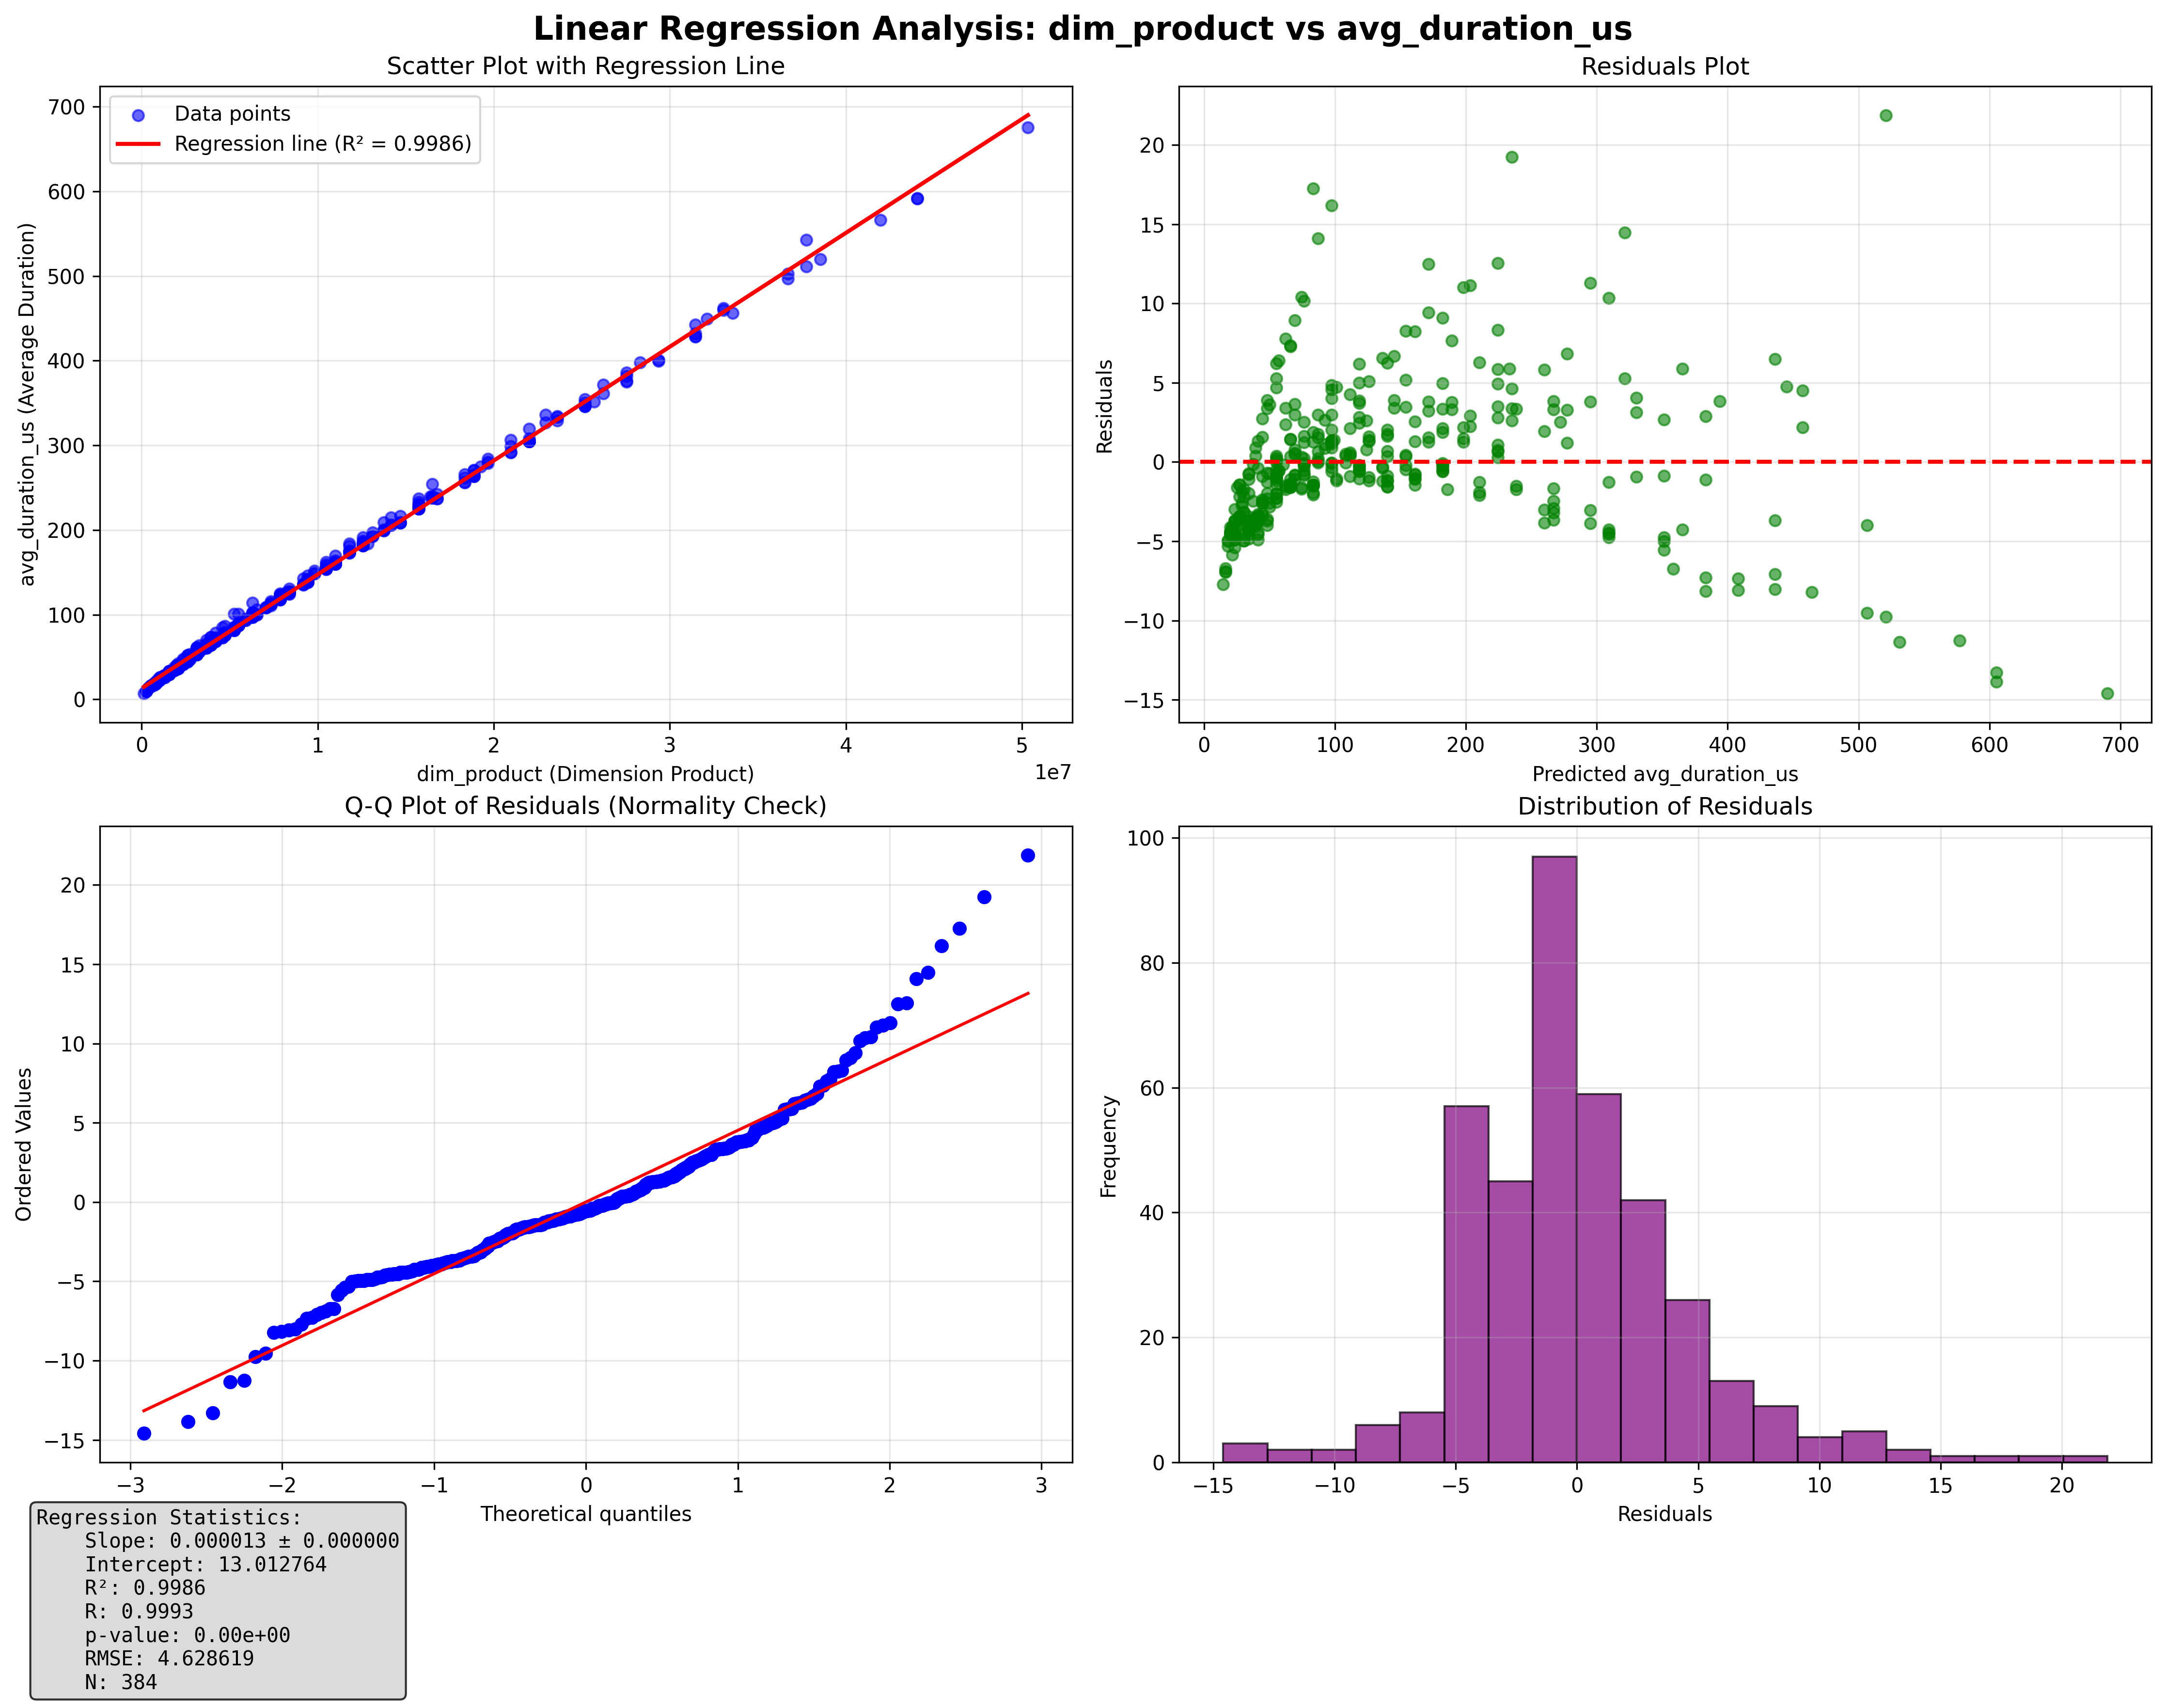 Linear Regression Analysis: dim_product vs avg_duration_us
Scatter Plot with Regression Line
Data points
Regression line (R² = 0.9986)
avg_duration_us (Average Duration)
700
600
500
400
300
200
100
0
0 1 2 3 4 5
1e7
dim_product (Dimension Product)
Residuals Plot
Residuals
20
15
10
5
0
−5
−10
−15
0 100 200 300 400 500 600 700
Predicted avg_duration_us
Q-Q Plot of Residuals (Normality Check)
Ordered Values
20
15
10
5
0
−5
−10
−15
−3 −2 −1 0 1 2 3
Theoretical quantiles
Distribution of Residuals
Frequency
100
80
60
40
20
0
−15 −10 −5 0 5 10 15 20
Residuals
Regression Statistics:
Slope: 0.000013 ± 0.000000
Intercept: 13.012764
R²: 0.9986
R: 0.9993
p-value: 0.00e+00
RMSE: 4.628619
N: 384